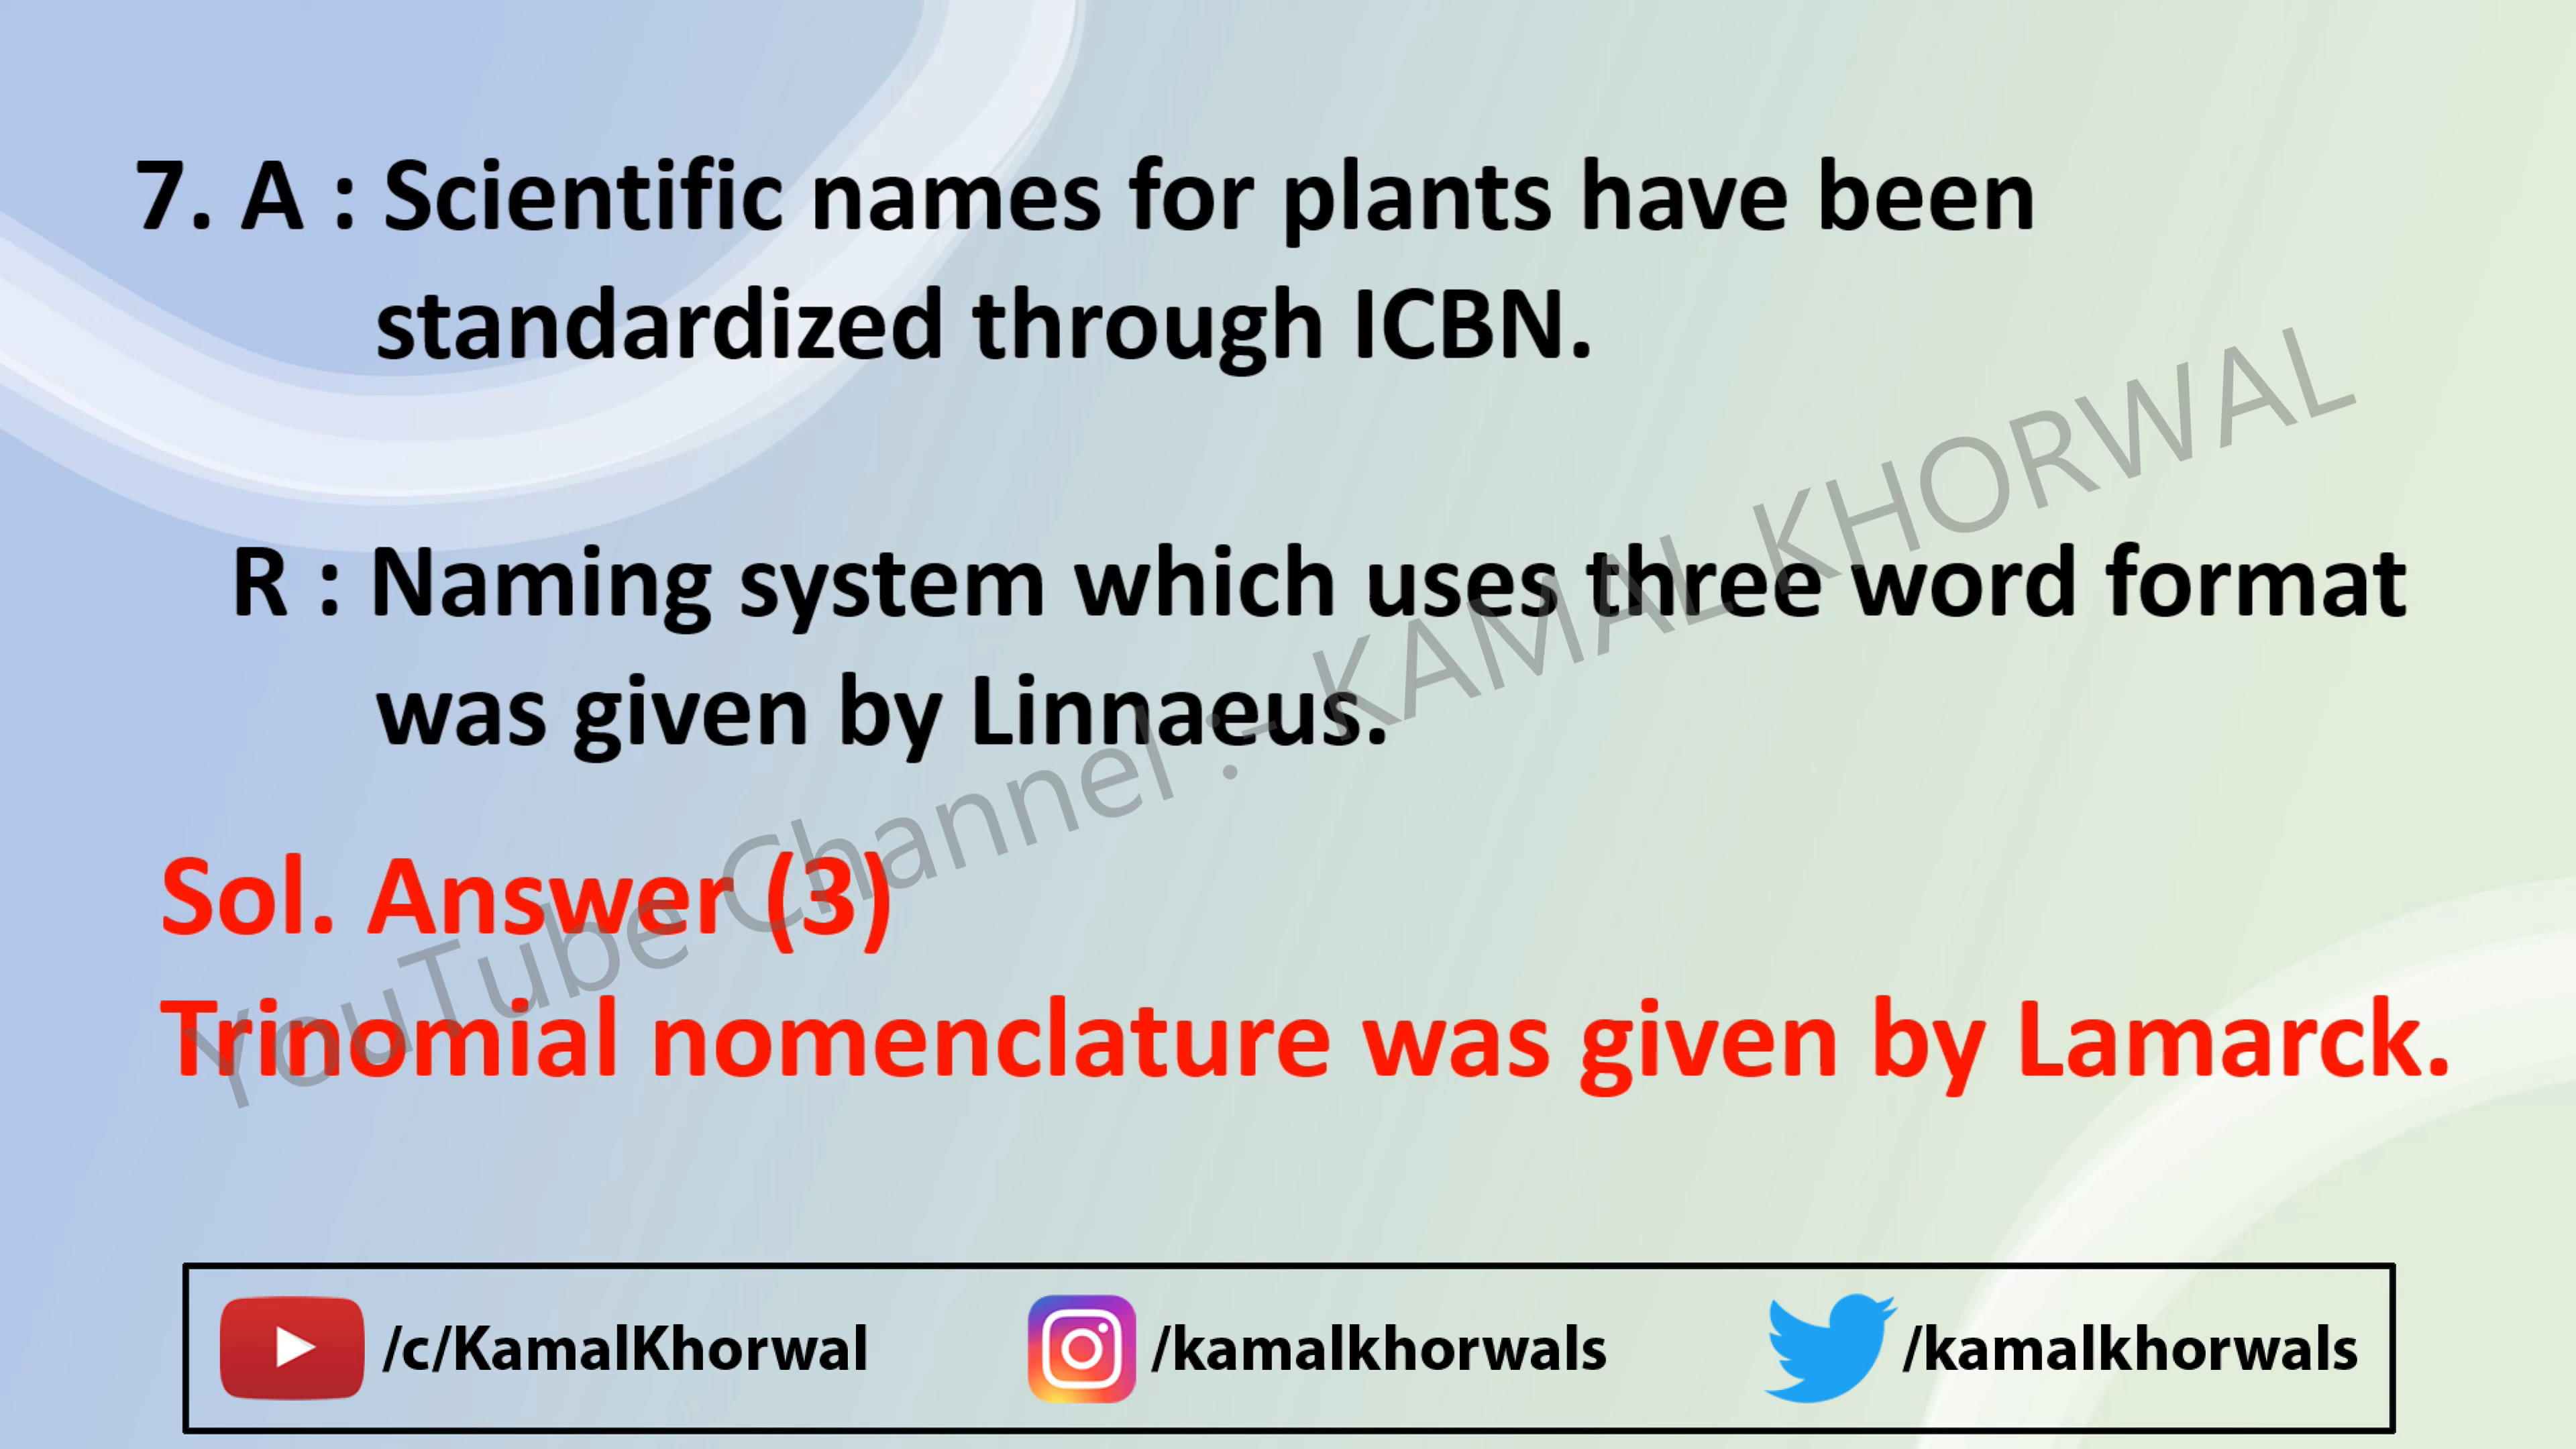 7. A : Scientific names for plants have been
standardized through ICBN.
R : Naming system which uses three word format
was given by Linnaeus.
Sol. Answer (3)
Trinomial nomenclature was given by Lamarck.
YouTube Channel :- KAMAL KHORWAL
/c/KamalKhorwal /kamalkhorwals /kamalkhorwals